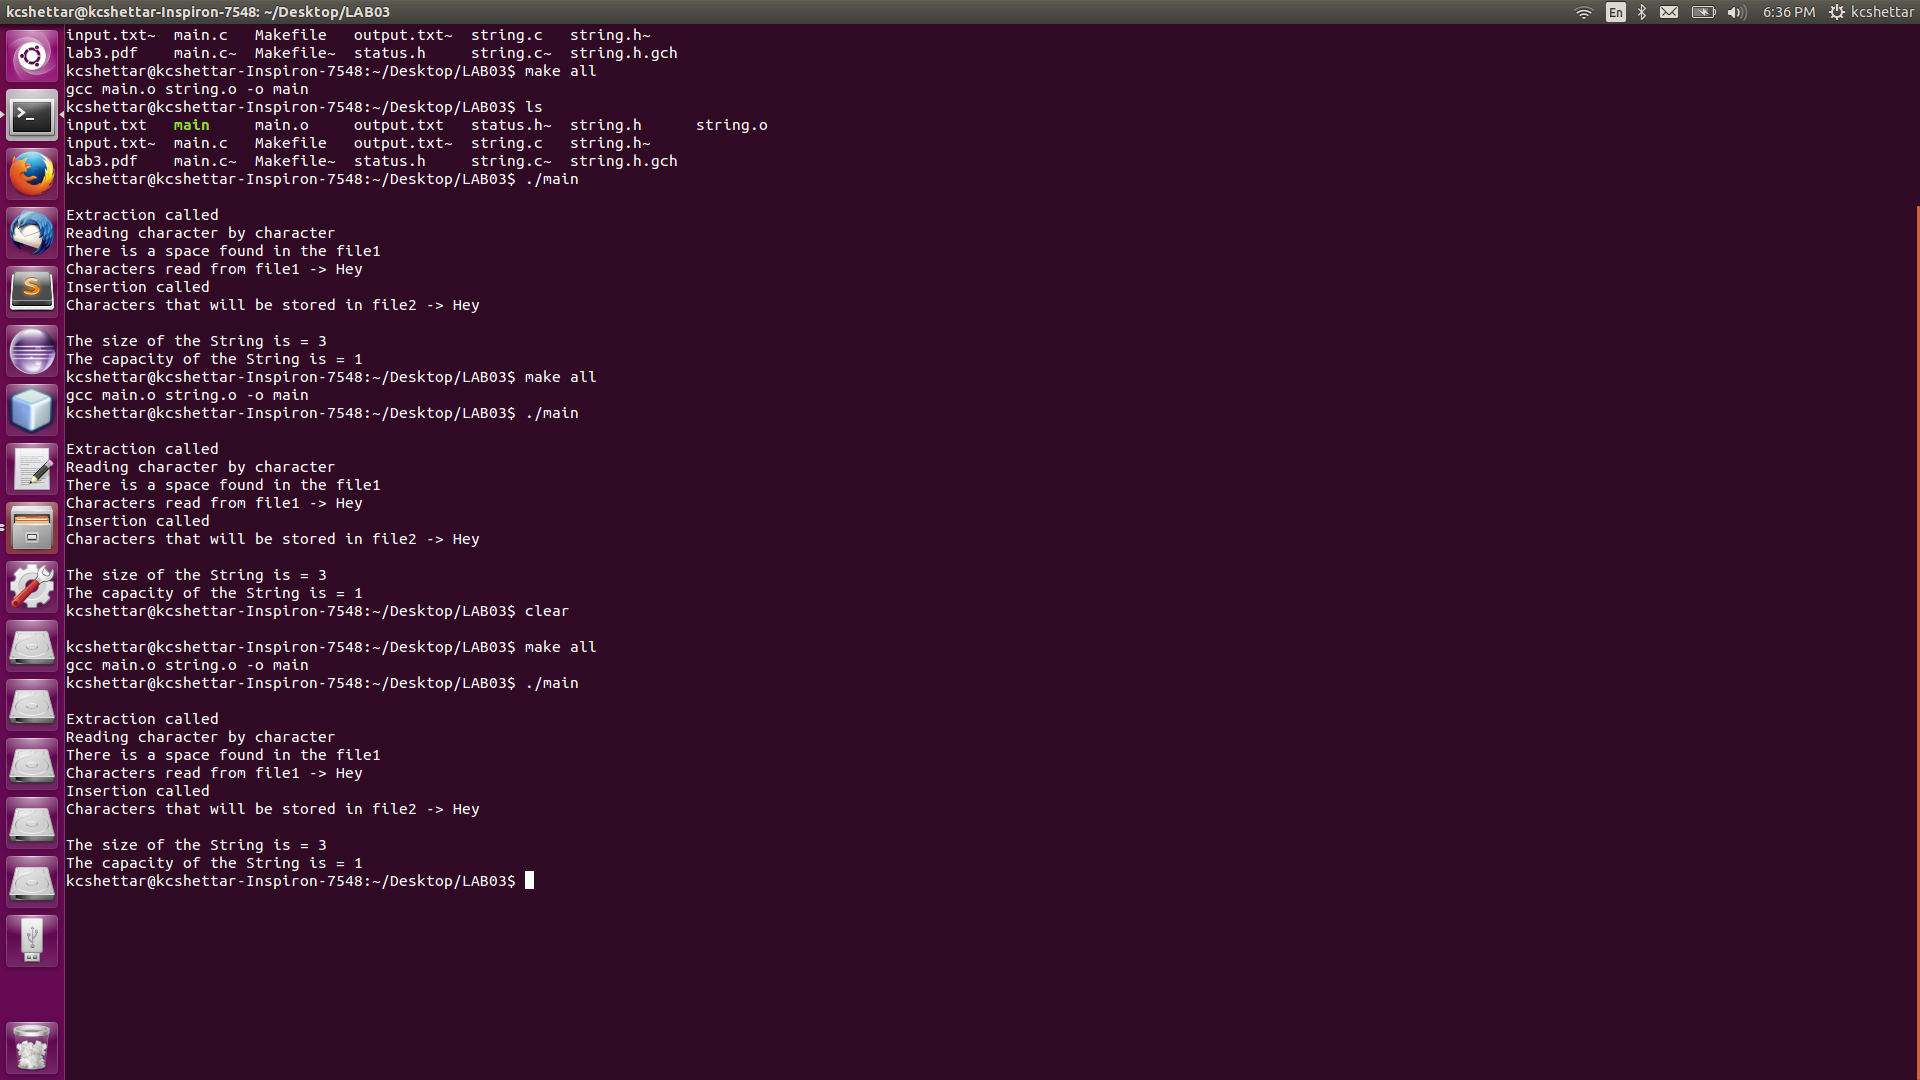 kcshettar@kcshettar-Inspiron-7548: ~/Desktop/LAB03 En 6:36 PM kcshettar
input.txt~  main.c   Makefile   output.txt~  string.c   string.h~
lab3.pdf    main.c~  Makefile~  status.h     string.c~  string.h.gch
kcshettar@kcshettar-Inspiron-7548:~/Desktop/LAB03$ make all
gcc main.o string.o -o main
kcshettar@kcshettar-Inspiron-7548:~/Desktop/LAB03$ ls
input.txt   main     main.o     output.txt   status.h~  string.h      string.o
input.txt~  main.c   Makefile   output.txt~  string.c   string.h~
lab3.pdf    main.c~  Makefile~  status.h     string.c~  string.h.gch
kcshettar@kcshettar-Inspiron-7548:~/Desktop/LAB03$ ./main

Extraction called
Reading character by character
There is a space found in the file1
Characters read from file1 -> Hey
Insertion called
Characters that will be stored in file2 -> Hey

The size of the String is = 3
The capacity of the String is = 1
kcshettar@kcshettar-Inspiron-7548:~/Desktop/LAB03$ make all
gcc main.o string.o -o main
kcshettar@kcshettar-Inspiron-7548:~/Desktop/LAB03$ ./main

Extraction called
Reading character by character
There is a space found in the file1
Characters read from file1 -> Hey
Insertion called
Characters that will be stored in file2 -> Hey

The size of the String is = 3
The capacity of the String is = 1
kcshettar@kcshettar-Inspiron-7548:~/Desktop/LAB03$ clear

kcshettar@kcshettar-Inspiron-7548:~/Desktop/LAB03$ make all
gcc main.o string.o -o main
kcshettar@kcshettar-Inspiron-7548:~/Desktop/LAB03$ ./main

Extraction called
Reading character by character
There is a space found in the file1
Characters read from file1 -> Hey
Insertion called
Characters that will be stored in file2 -> Hey

The size of the String is = 3
The capacity of the String is = 1
kcshettar@kcshettar-Inspiron-7548:~/Desktop/LAB03$